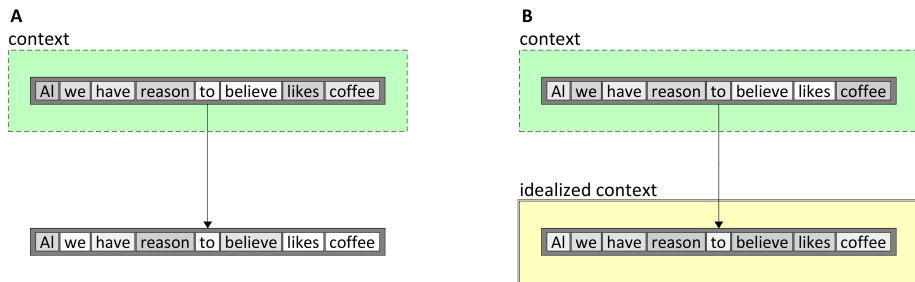 A
context
Al we have reason to believe likes coffee
Al we have reason to believe likes coffee
B
context
Al we have reason to believe likes coffee
idealized context
Al we have reason to believe likes coffee